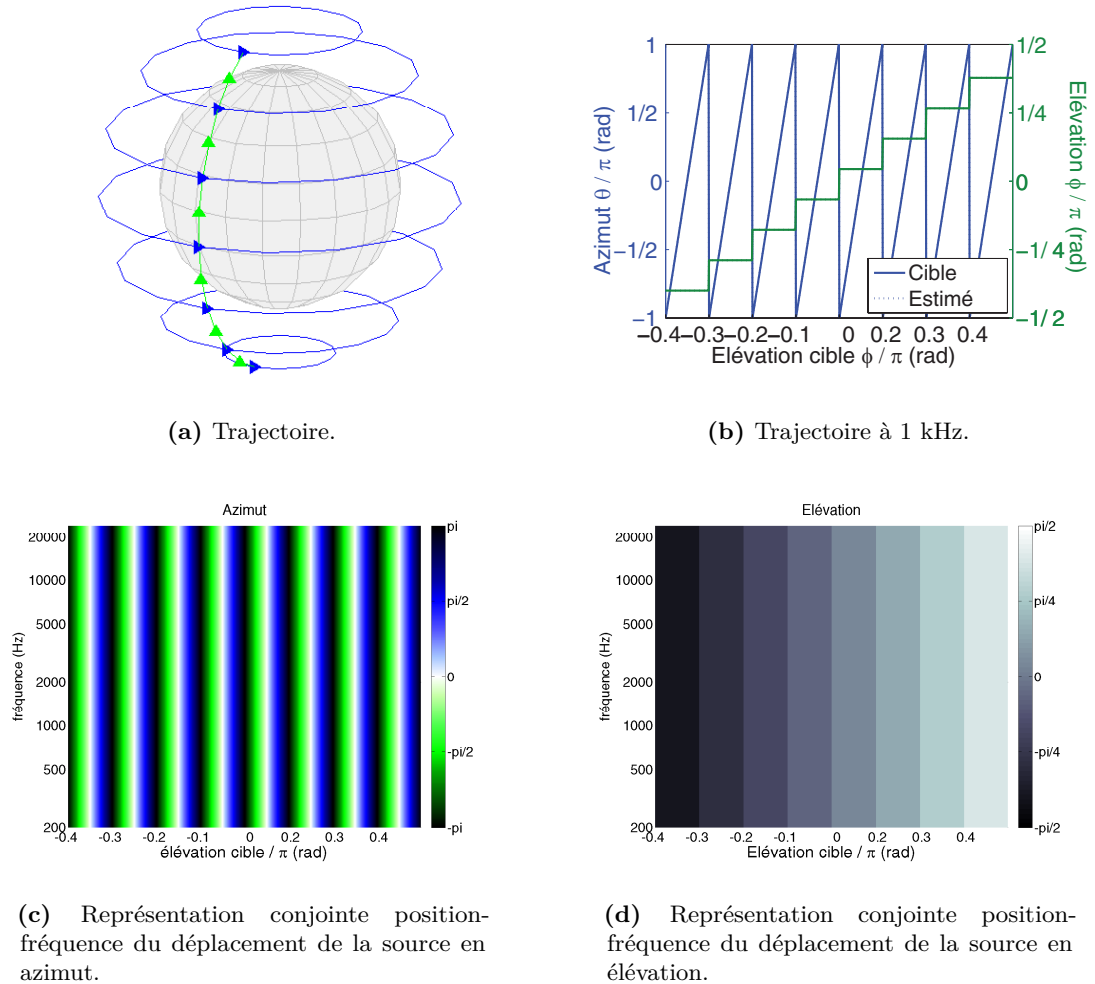 1
1/2
0
-1/2
-1
Azimut θ / π (rad)
1/2
1/4
0
-1/4
-1/2
Elévation ϕ / π (rad)
Cible
Estimé
-0.4 -0.3 -0.2 -0.1 0 0.2 0.3 0.4
Elévation cible ϕ / π (rad)
(a) Trajectoire.
(b) Trajectoire à 1 kHz.
Azimut
20000
10000
5000
2000
1000
500
200
fréquence (Hz)
-0.4 -0.3 -0.2 -0.1 0 0.2 0.3 0.4
élévation cible / π (rad)
pi
pi/2
0
-pi/2
-pi
Elévation
20000
10000
5000
2000
1000
500
200
fréquence (Hz)
-0.4 -0.3 -0.2 -0.1 0 0.2 0.3 0.4
Elévation cible / π (rad)
pi/2
pi/4
0
-pi/4
-pi/2
(c) Représentation conjointe position-
fréquence du déplacement de la source en
azimut.
(d) Représentation conjointe position-
fréquence du déplacement de la source en
élévation.